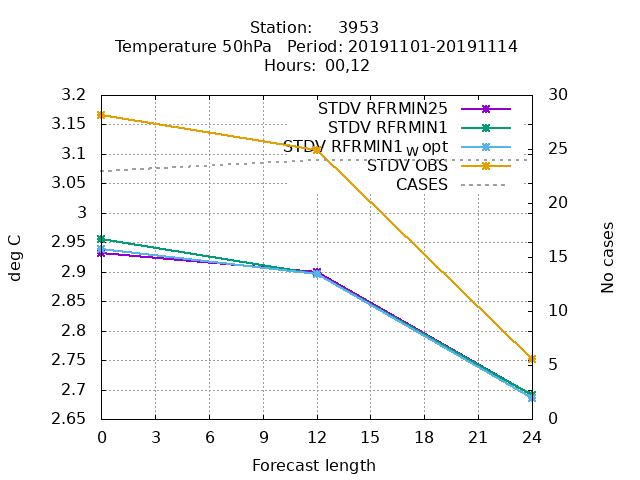 Station: 3953
Temperature 50hPa Period: 20191101-20191114
Hours: 00,12
3.2
3.15
3.1
3.05
3
2.95
2.9
2.85
2.8
2.75
2.7
2.65
deg C
STDV RFRMIN25
STDV RFRMIN1
STDV RFRMIN1 w opt
STDV OBS
CASES
30
25
20
15
10
5
0
No cases
0 3 6 9 12 15 18 21 24
Forecast length